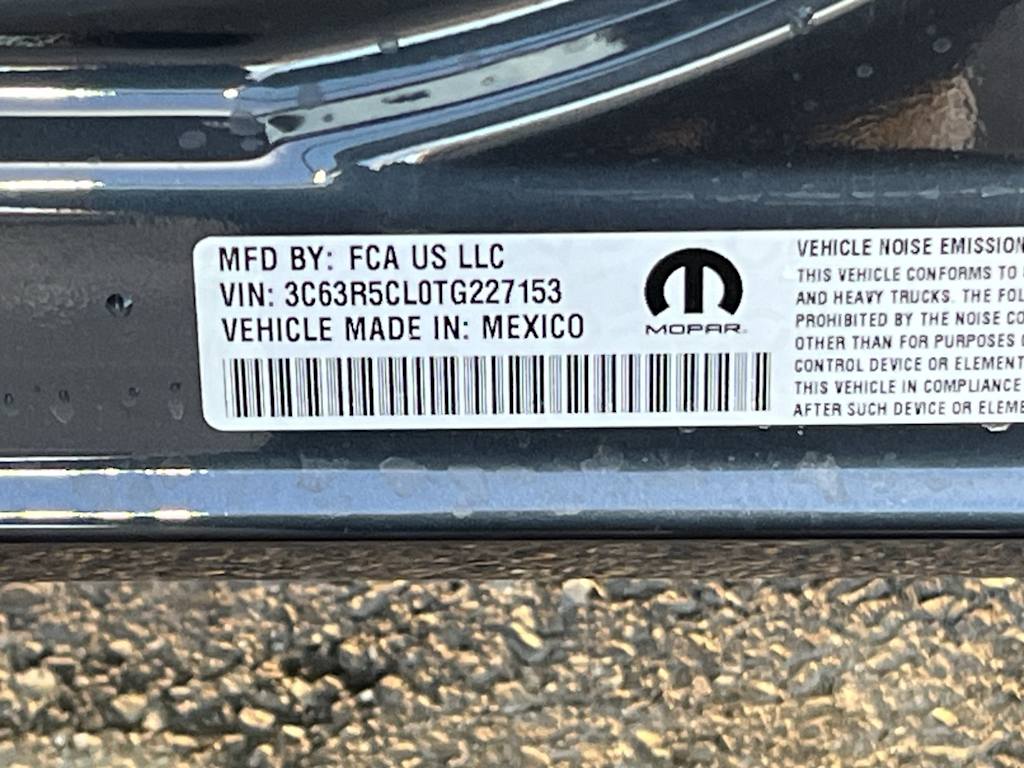 MFD BY: FCA US LLC
VIN: 3C63R5CL0TG227153
VEHICLE MADE IN: MEXICO
MOPAR
VEHICLE NOISE EMISSION
THIS VEHICLE CONFORMS TO
AND HEAVY TRUCKS. THE FOL
PROHIBITED BY THE NOISE CO
OTHER THAN FOR PURPOSES
CONTROL DEVICE OR ELEMENT
THIS VEHICLE IN COMPLIANCE
AFTER SUCH DEVICE OR ELEME